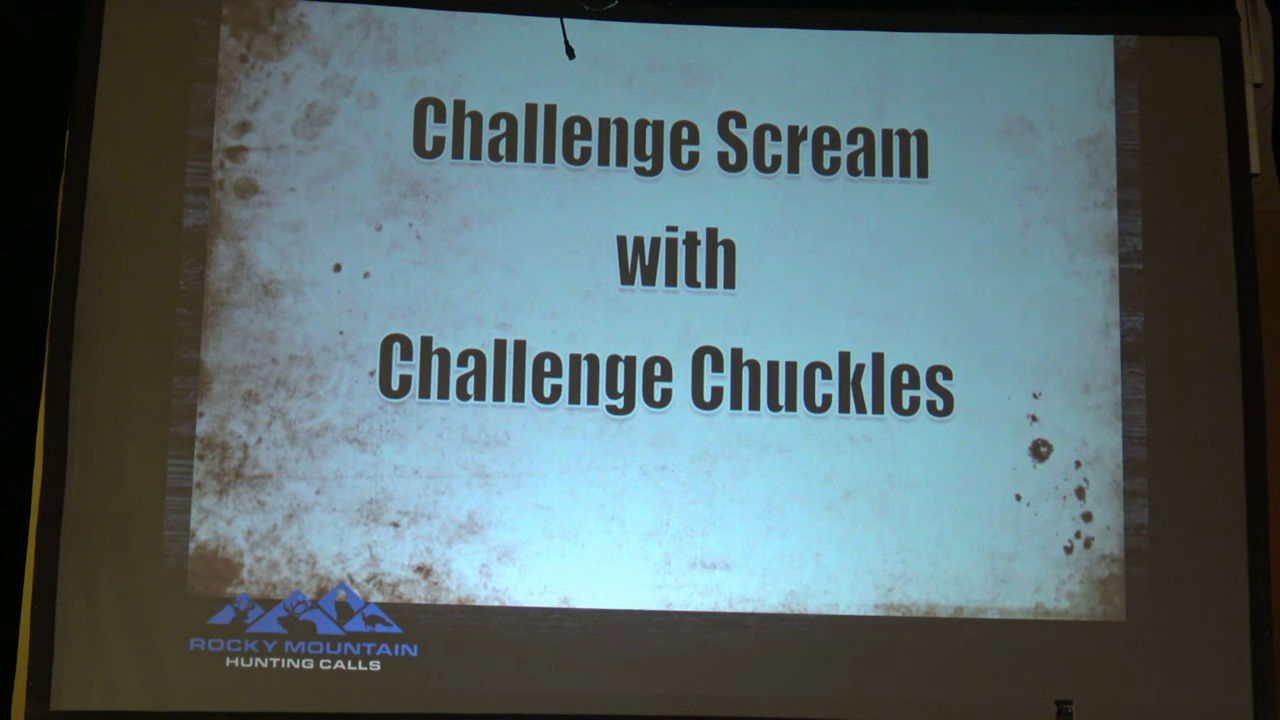 Challenge Scream
with
Challenge Chuckles
ROCKY MOUNTAIN
HUNTING CALLS